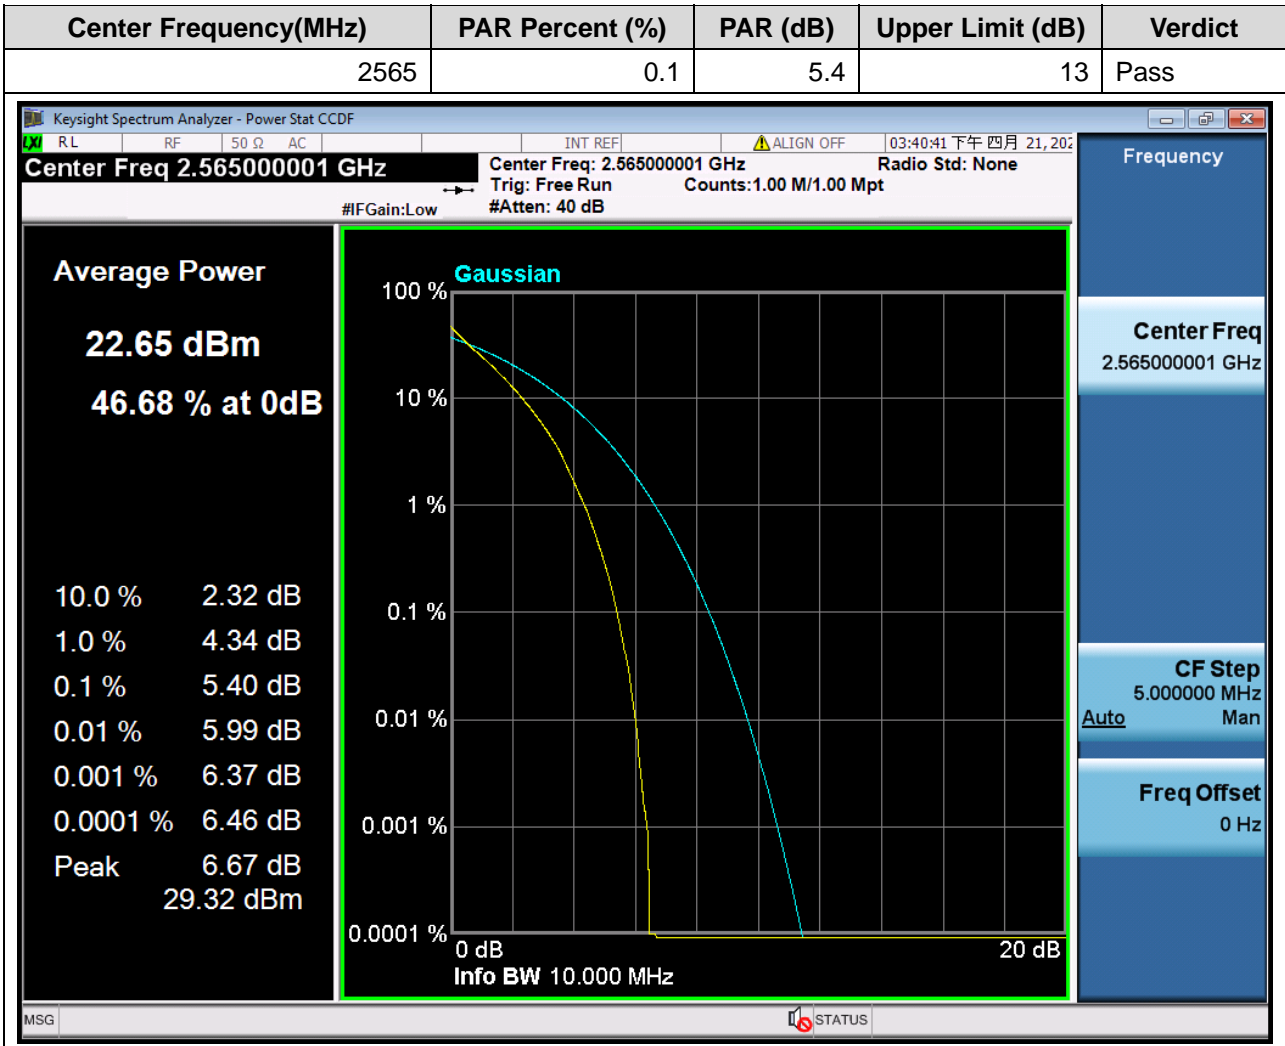 Center Frequency(MHz) PAR Percent (%) PAR (dB) Upper Limit (dB) Verdict
2565 0.1 5.4 13 Pass
Keysight Spectrum Analyzer - Power Stat CCDF
LXI RL RF 50 Ω AC INT REF ALIGN OFF 03:40:41 下午 四月 21, 202
Center Freq 2.565000001 GHz
Center Freq: 2.565000001 GHz Radio Std: None
Trig: Free Run Counts:1.00 M/1.00 Mpt
#IFGain:Low #Atten: 40 dB
Average Power
22.65 dBm
46.68 % at 0dB
10.0 % 2.32 dB
1.0 % 4.34 dB
0.1 % 5.40 dB
0.01 % 5.99 dB
0.001 % 6.37 dB
0.0001 % 6.46 dB
Peak 6.67 dB
29.32 dBm
Gaussian
100 %
10 %
1 %
0.1 %
0.01 %
0.001 %
0.0001 %
0 dB 20 dB
Info BW 10.000 MHz
Frequency
Center Freq
2.565000001 GHz
CF Step
5.000000 MHz
Auto Man
Freq Offset
0 Hz
MSG STATUS